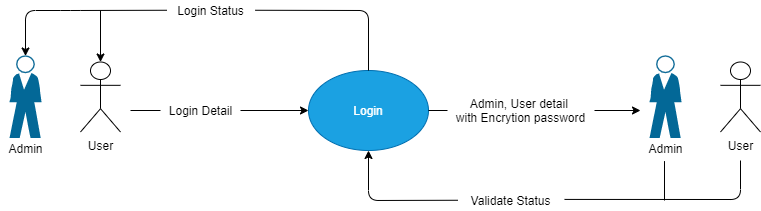 Login Status
Admin
User
Login Detail
Login
Admin, User detail
with Encrytion password
Admin
User
Validate Status